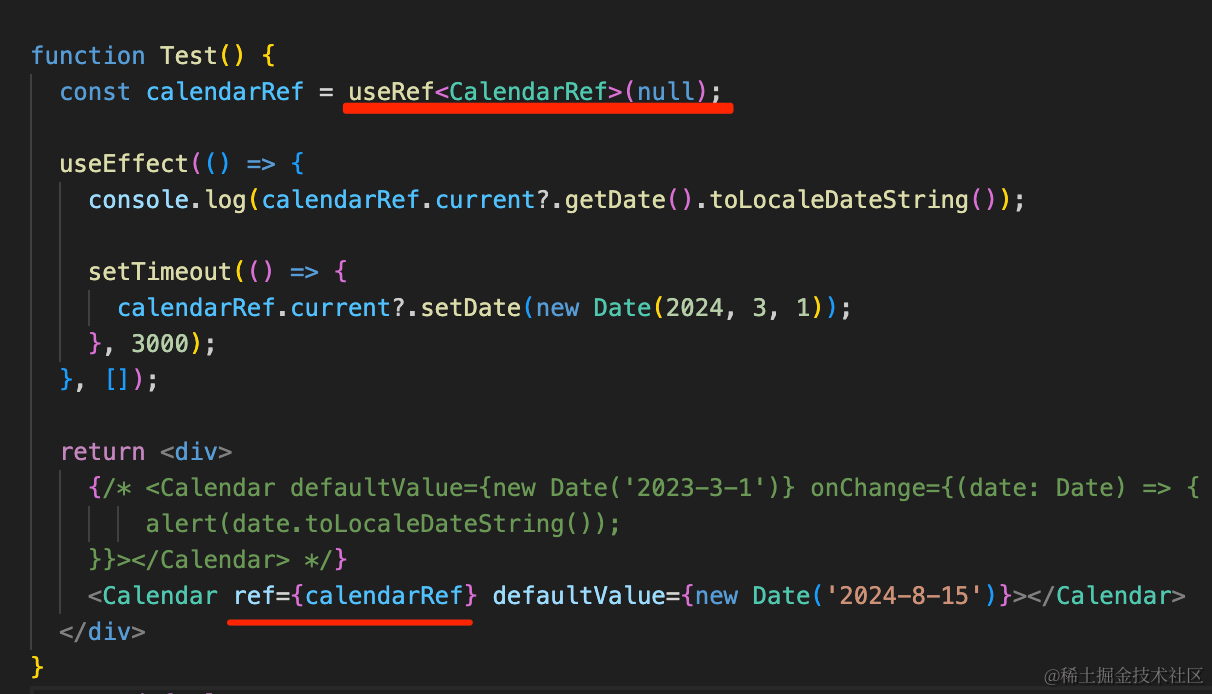 function Test() {
const calendarRef = useRef<CalendarRef>(null);
useEffect(() => {
console.log(calendarRef.current?.getDate().toLocaleDateString());
setTimeout(() => {
calendarRef.current?.setDate(new Date(2024, 3, 1));
}, 3000);
}, []);
return <div>
{/* <Calendar defaultValue={new Date('2023-3-1')} onChange={(date: Date) => {
alert(date.toLocaleDateString());
}}></Calendar> */}
<Calendar ref={calendarRef} defaultValue={new Date('2024-8-15')}></Calendar>
</div>
}
@稀土掘金技术社区